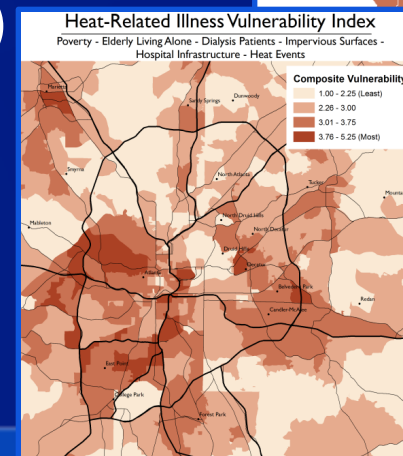 Heat-Related Illness Vulnerability Index
Poverty - Elderly Living Alone - Dialysis Patients - Impervious Surfaces -
Hospital Infrastructure - Heat Events
Composite Vulnerability
1.00 - 2.25 (Least)
2.26 - 3.00
3.01 - 3.75
3.76 - 5.25 (Most)
Marietta
Sandy Springs
Dunwoody
Smyrna
North Atlanta
Tucker
Mounta
Mableton
North Druid Hills
North Decatur
Druid Hills
Decatur
Atlanta
Belvedere Park
Redan
Candler-McAfee
East Point
College Park
Forest Park